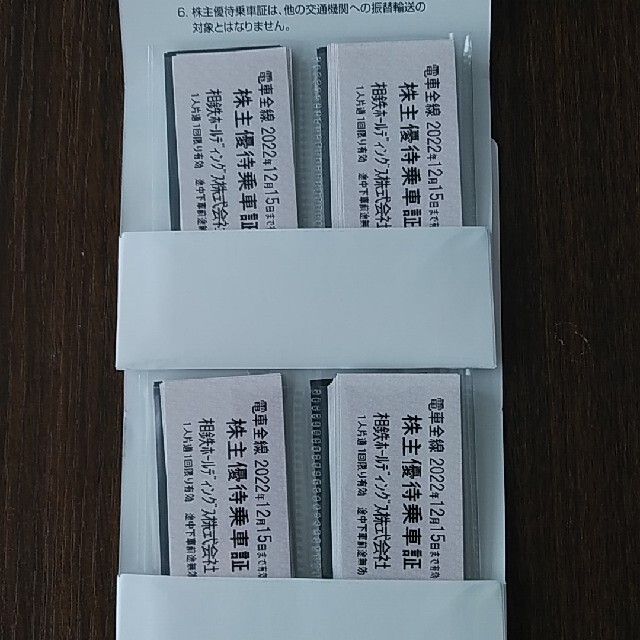 6. 株主優待乗車証は、他の交通機関への振替輸送の
対象とはなりません。
電車全線 2022年12月15日まで有
株主優待乗車証
相鉄ホールディングス株式会社
1人片道1回限り有効 途中下車前途無効
電車全線 2022年12月15日まで有
株主優待乗車証
相鉄ホールディングス株式会社
1人片道1回限り有効 途中下車前途無
電車全線 2022年12月15日まで有効
株主優待乗車証
相鉄ホールディングス株式会社
1人片道1回限り有効 途中下車前途無効
電車全線 2022年12月15日まで有効
株主優待乗車証
相鉄ホールディングス株式会社
1人片道1回限り有効 途中下車前途無効